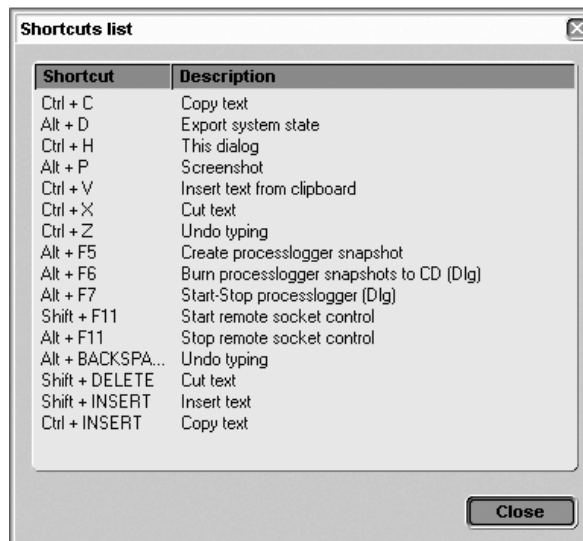 Shortcuts list
Shortcut Description
Ctrl + C Copy text
Alt + D Export system state
Ctrl + H This dialog
Alt + P Screenshot
Ctrl + V Insert text from clipboard
Ctrl + X Cut text
Ctrl + Z Undo typing
Alt + F5 Create processlogger snapshot
Alt + F6 Burn processlogger snapshots to CD (Dlg)
Alt + F7 Start-Stop processlogger (Dlg)
Shift + F11 Start remote socket control
Alt + F11 Stop remote socket control
Alt + BACKSPA... Undo typing
Shift + DELETE Cut text
Shift + INSERT Insert text
Ctrl + INSERT Copy text
Close